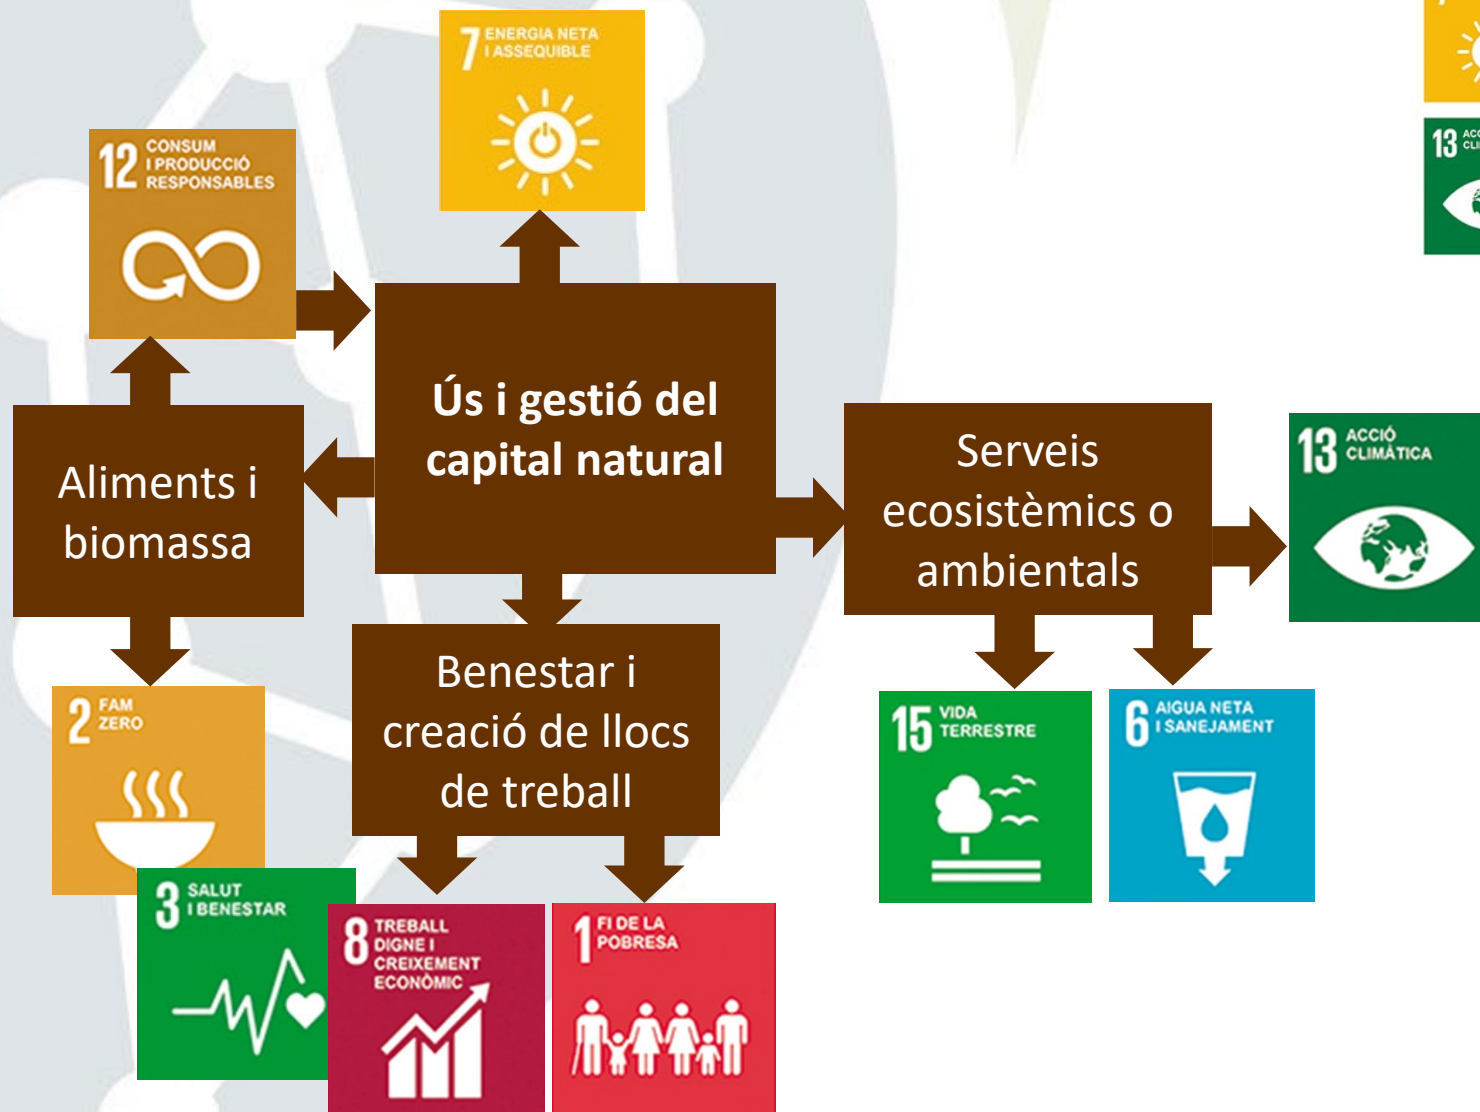 7 ENERGIA NETA
I ASSEQUIBLE
12 CONSUM
I PRODUCCIÓ
RESPONSABLES
13
Ús i gestió del
capital natural
Aliments i
biomassa
Serveis
ecosistèmics o
ambientals
13 ACCIÓ
CLIMÀTICA
Benestar i
creació de llocs
de treball
2 FAM
ZERO
15 VIDA
TERRESTRE
6 AIGUA NETA
I SANEJAMENT
3 SALUT
I BENESTAR
8 TREBALL
DIGNE I
CREIXEMENT
ECONÒMIC
1 FI DE LA
POBRESA